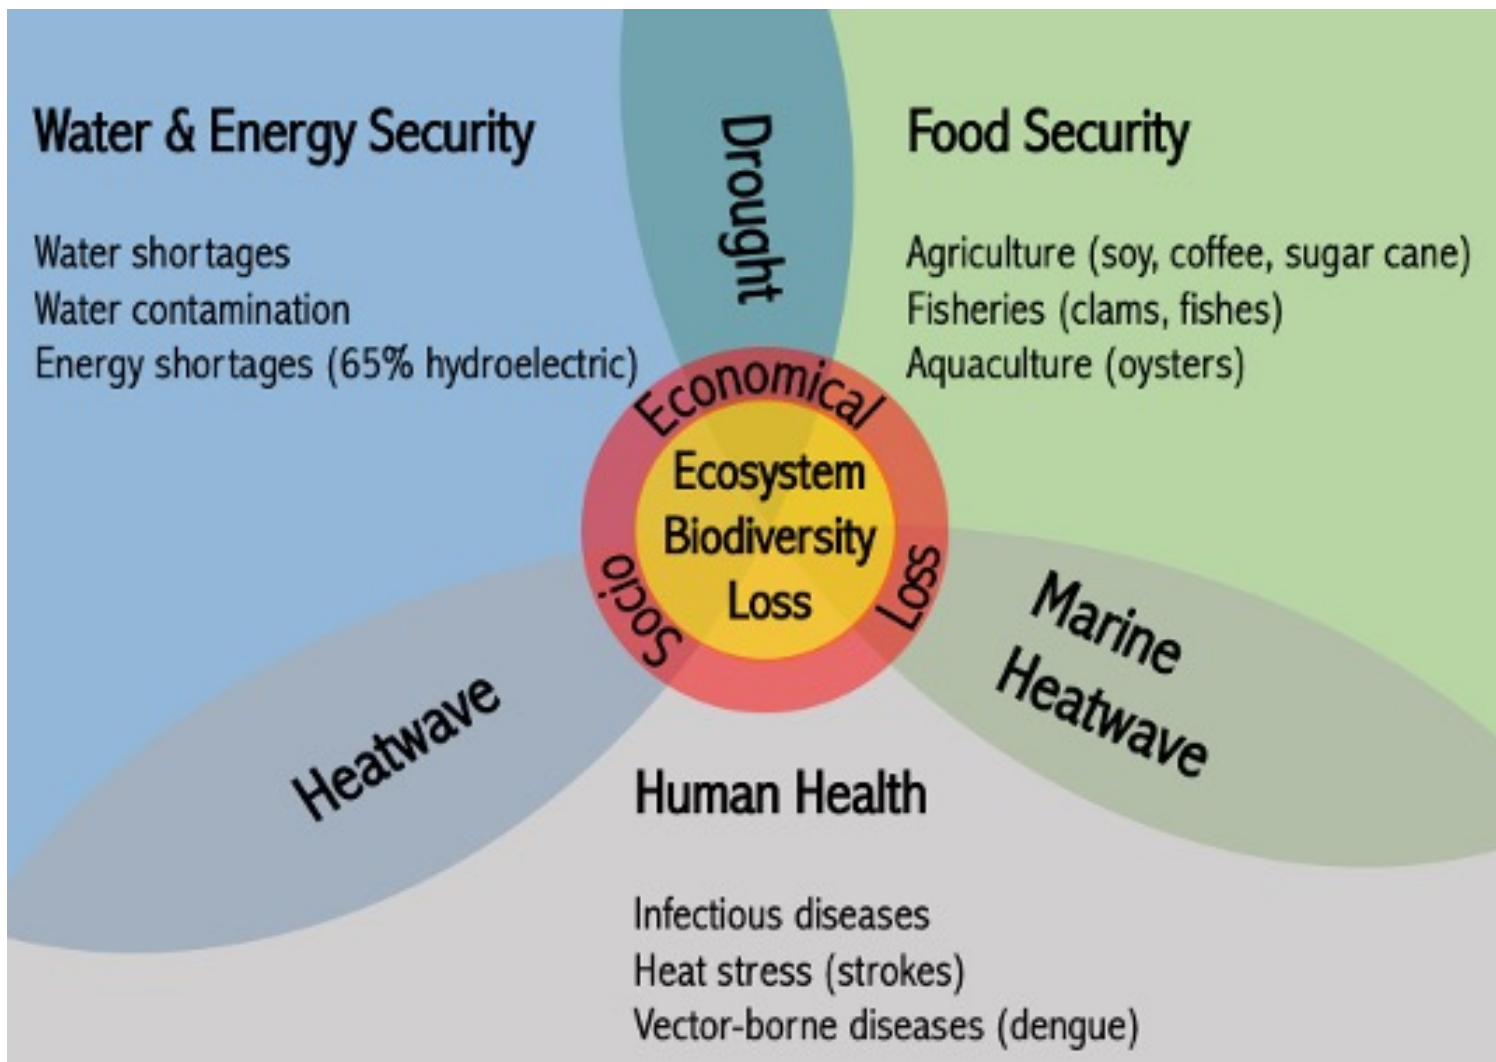 Water & Energy Security
Water shortages
Water contamination
Energy shortages (65% hydroelectric)
Drought
Food Security
Agriculture (soy, coffee, sugar cane)
Fisheries (clams, fishes)
Aquaculture (oysters)
Socio
Economical
Loss
Ecosystem
Biodiversity
Loss
Heatwave
Marine
Heatwave
Human Health
Infectious diseases
Heat stress (strokes)
Vector-borne diseases (dengue)